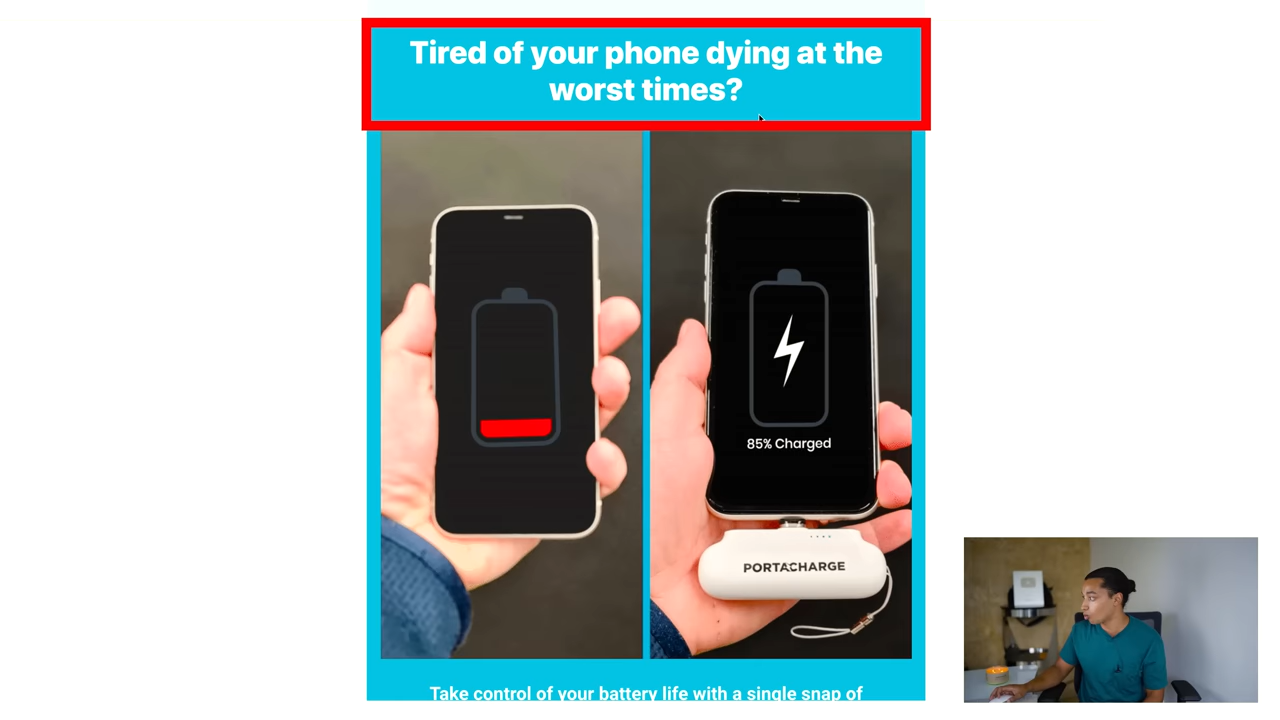 Tired of your phone dying at the
worst times?
85% Charged
PORTACHARGE
Take control of your battery life with a single snap of